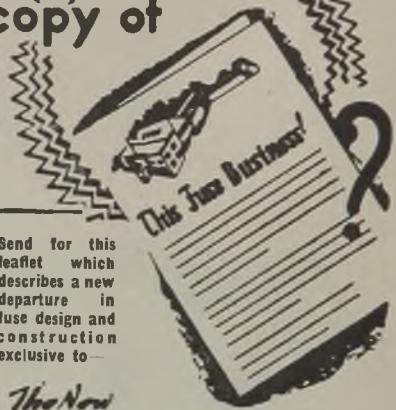 copy of
This Fuse Business!
?
Send for this
leaflet which
describes a new
departure in
fuse design and
construction
exclusive to—
The New